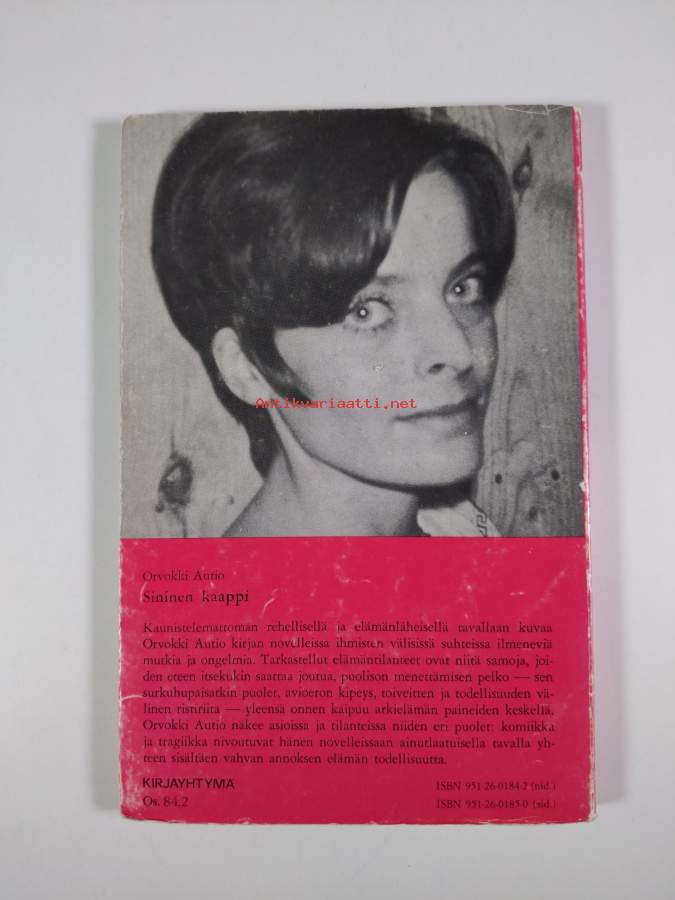 Antikvariaatti.net
Orvokki Autio
Sininen kaappi
Kaunistelemattoman rehellisellä ja elämänläheisellä tavallaan kuvaa
Orvokki Autio kirjan novelleissa ihmisten välisissä suhteissa ilmeneviä
mutkia ja ongelmia. Tarkastellut elämäntilanteet ovat niitä samoja, joi-
den eteen itsekukin saattaa joutua, puolison menettämisen pelko — sen
surkuhupaisatkin puolet, avioeron kipeys, toiveitten ja todellisuuden vä-
linen ristiriita — yleensä onnen kaipuu arkielämän paineiden keskellä.
Orvokki Autio näkee asioissa ja tilanteissa niiden eri puolet: komiikka
ja tragiikka nivoutuvat hänen novelleissaan ainutlaatuisella tavalla yh-
teen sisältäen vahvan annoksen elämän todellisuutta.
KIRJAYHTYMÄ
Os. 84.2
ISBN 951-26-0184-2 (nid.)
ISBN 951-26-0185-0 (sid.)